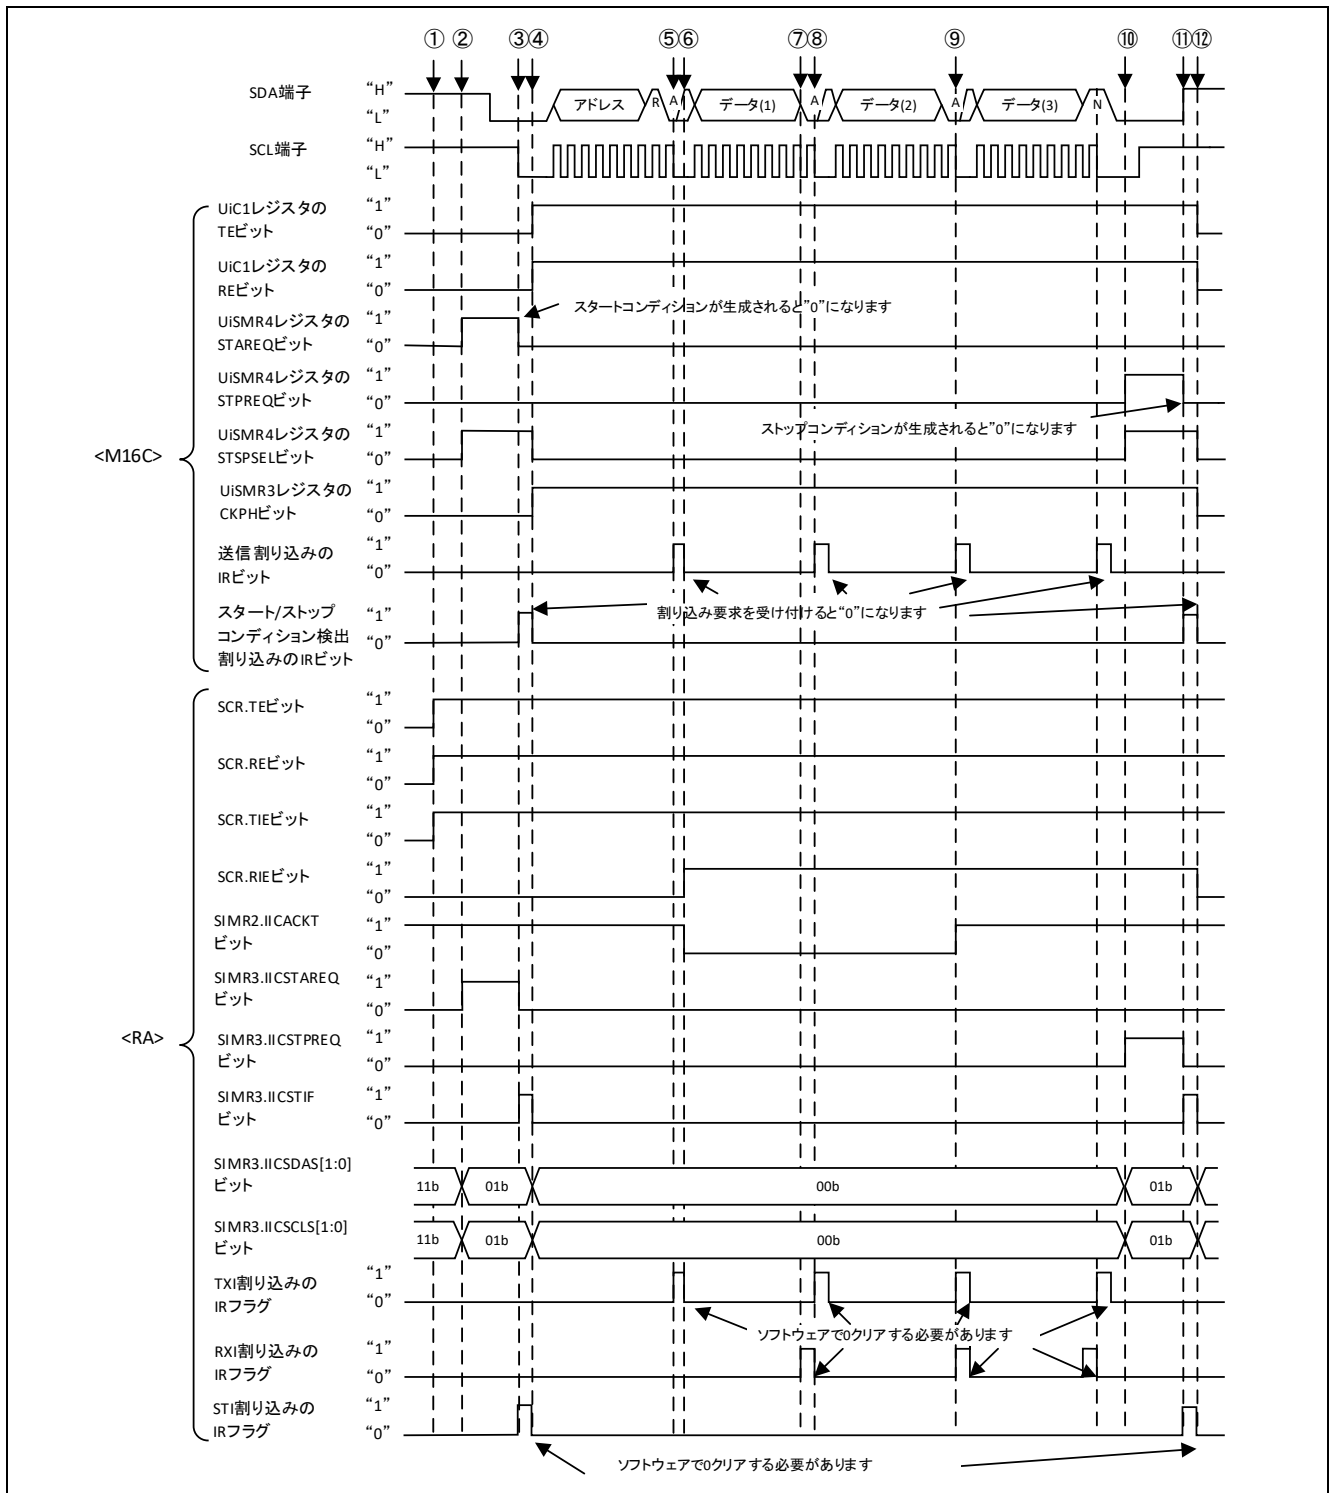 ① ② ③ ④ ⑤ ⑥ ⑦ ⑧ ⑨ ⑩ ⑪ ⑫
SDA端子 “H”
“L”
アドレス R A データ(1) A データ(2) A データ(3) N
SCL端子 “H”
“L”
<M16C>
UiC1レジスタの “1”
TEビット “0”
UiC1レジスタの “1”
REビット “0”
スタートコンディションが生成されると”0”になります
UiSMR4レジスタの “1”
STAREQビット “0”
UiSMR4レジスタの “1”
STPREQビット “0”
ストップコンディションが生成されると”0”になります
UiSMR4レジスタの “1”
STSPSELビット “0”
UiSMR3レジスタの “1”
CKPHビット “0”
送信割り込みの “1”
IRビット “0”
スタート/ストップ “1”
コンディション検出 “0”
割り込みのIRビット
割り込み要求を受け付けると“0”になります
<RA>
SCR.TEビット “1”
“0”
SCR.REビット “1”
“0”
SCR.TIEビット “1”
“0”
SCR.RIEビット “1”
“0”
SIMR2.IICACKT “1”
ビット “0”
SIMR3.IICSTAREQ “1”
ビット “0”
SIMR3.IICSTPREQ “1”
ビット “0”
SIMR3.IICSTIF “1”
ビット “0”
SIMR3.IICSDAS[1:0]
ビット 11b 01b 00b 01b
SIMR3.IICSCLS[1:0]
ビット 11b 01b 00b 01b
TXI割り込みの “1”
IRフラグ “0”
ソフトウェアで0クリアする必要があります
RXI割り込みの “1”
IRフラグ “0”
STI割り込みの “1”
IRフラグ “0”
ソフトウェアで0クリアする必要があります